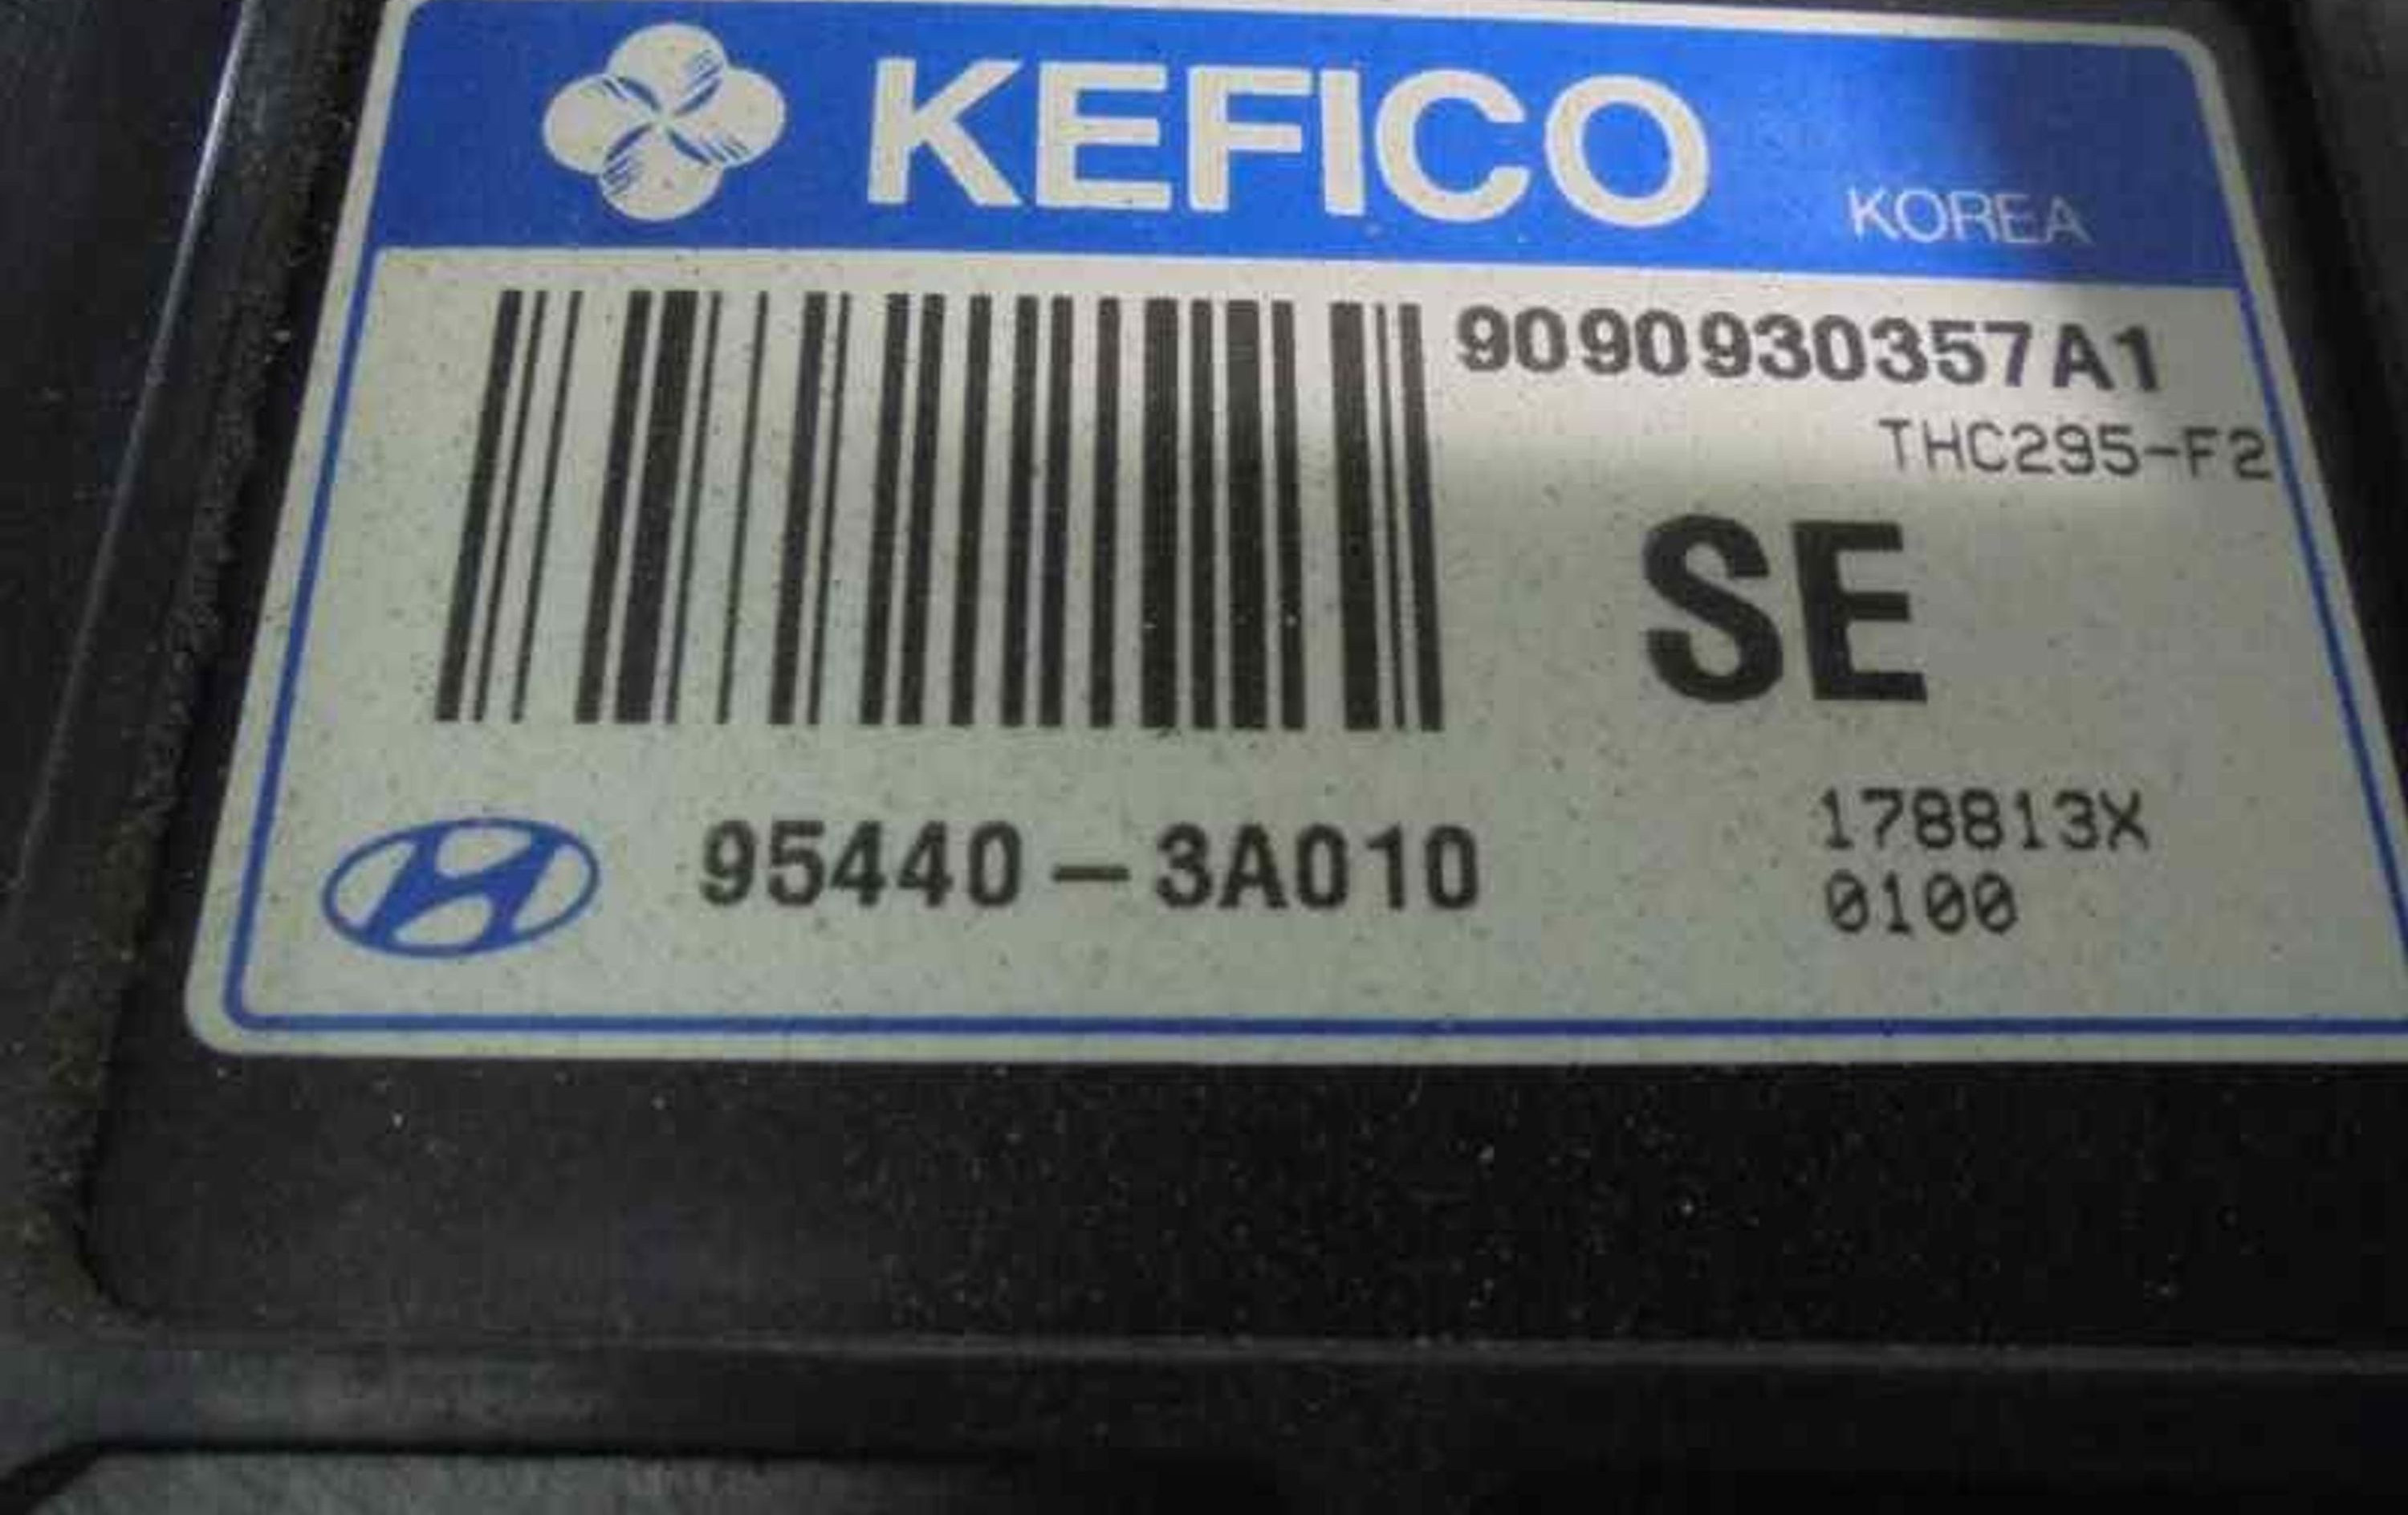 KEFICO KOREA
9090930357A1
THC295-F2
SE
95440-3A010
178813X
0100